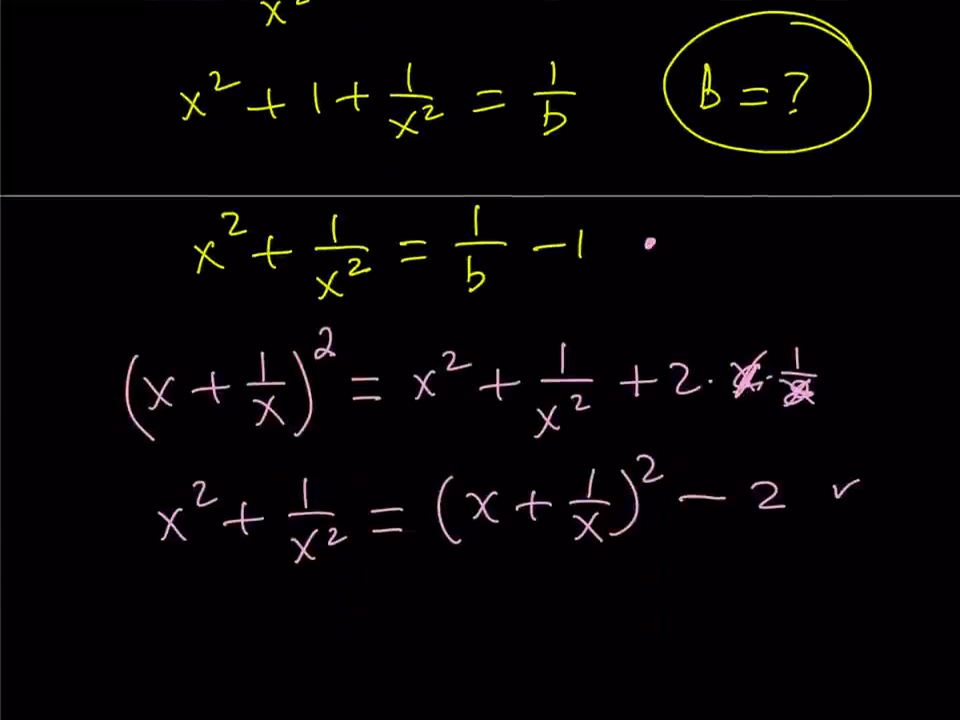 x²
x² + 1 + 1/x² = 1/b b = ?
x² + 1/x² = 1/b - 1
(x + 1/x)² = x² + 1/x² + 2 · x · 1/x
x² + 1/x² = (x + 1/x)² - 2 ✓